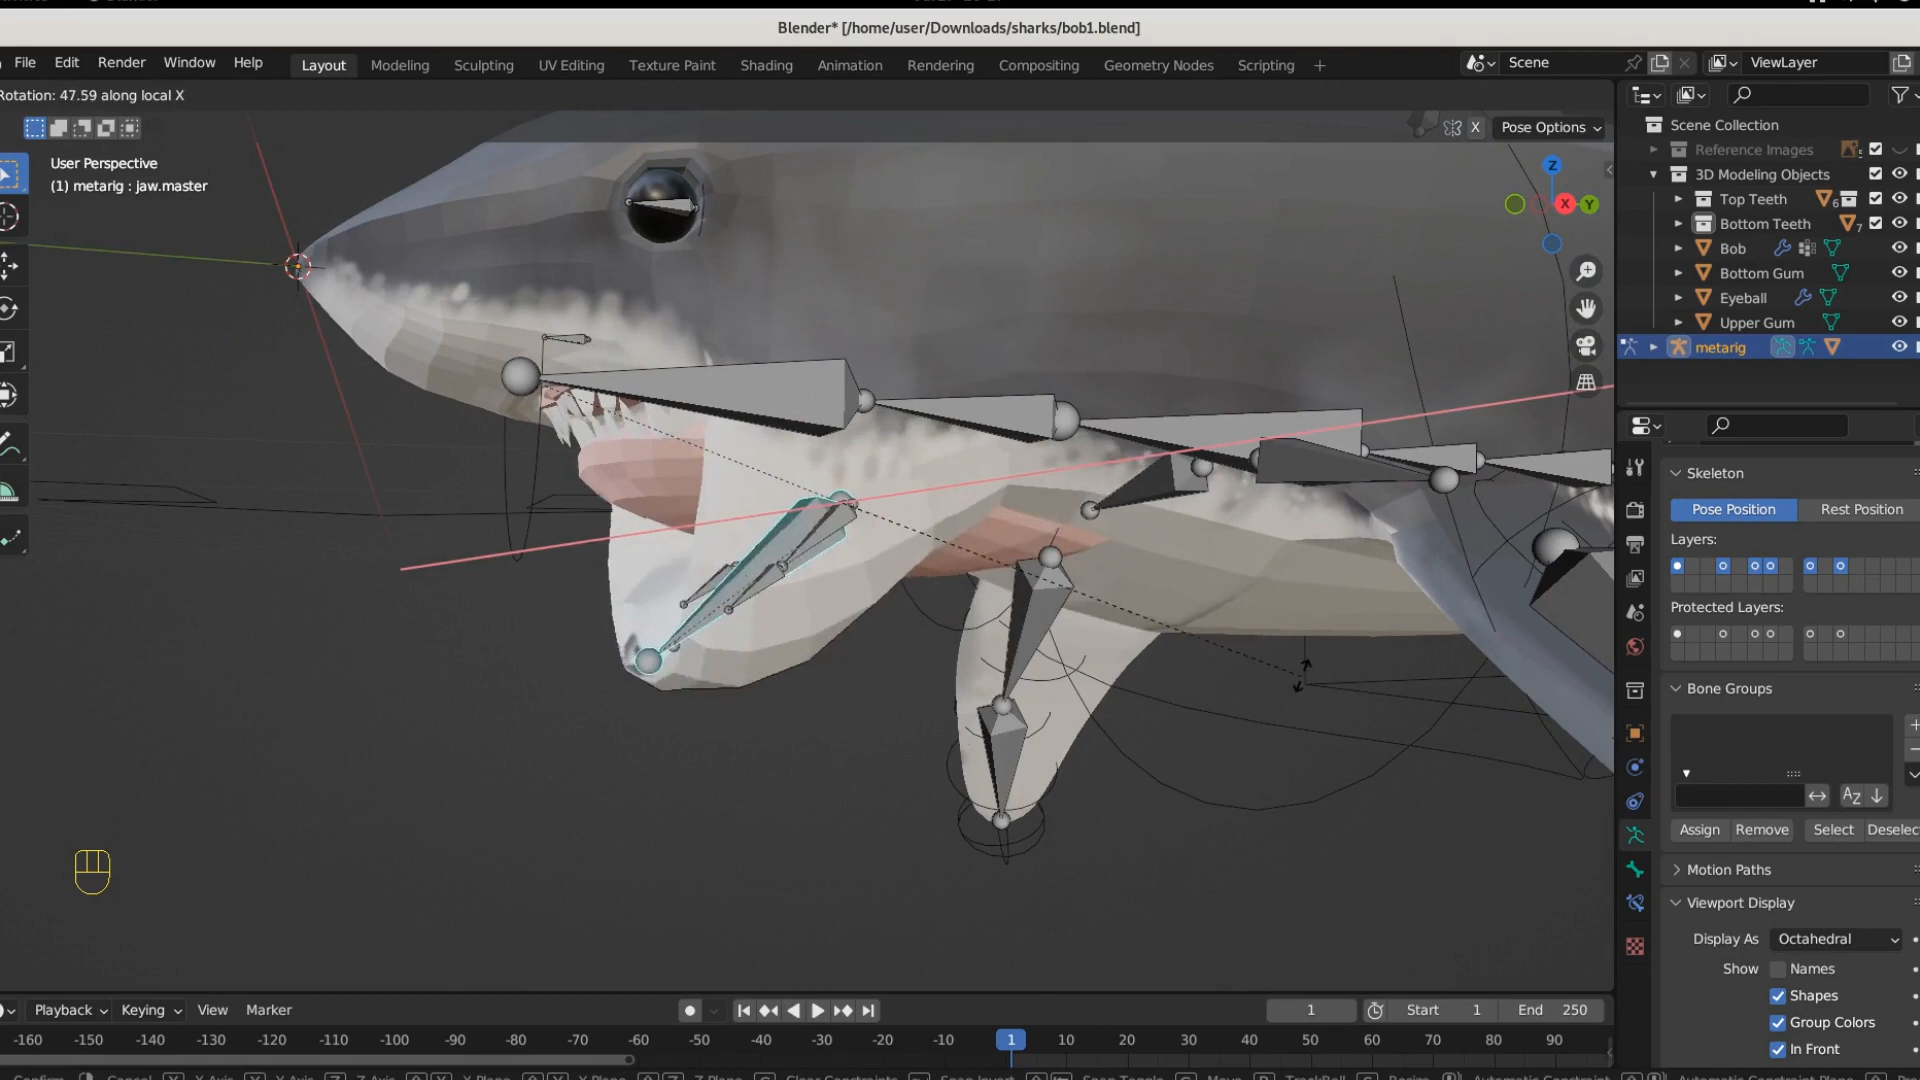 Blender* [/home/user/Downloads/sharks/bob1.blend]
File Edit Render Window Help Layout Modeling Sculpting UV Editing Texture Paint Shading Animation Rendering Compositing Geometry Nodes Scripting +
Scene
ViewLayer
Rotation: 47.59 along local X
X
Pose Options
User Perspective
(1) metarig : jaw.master
Z
X
Y
Scene Collection
Reference Images
5
3D Modeling Objects
Top Teeth
6
Bottom Teeth
7
Bob
Bottom Gum
Eyeball
Upper Gum
metarig
Skeleton
Pose Position
Rest Position
Layers:
Protected Layers:
Bone Groups
Assign
Remove
Select
Deselec
Motion Paths
Viewport Display
Display As
Octahedral
Show
Names
Shapes
Group Colors
In Front
Playback
Keying
View
Marker
1
Start 1
End 250
-160 -150 -140 -130 -120 -110 -100 -90 -80 -70 -60 -50 -40 -30 -20 -10 1 10 20 30 40 50 60 70 80 90